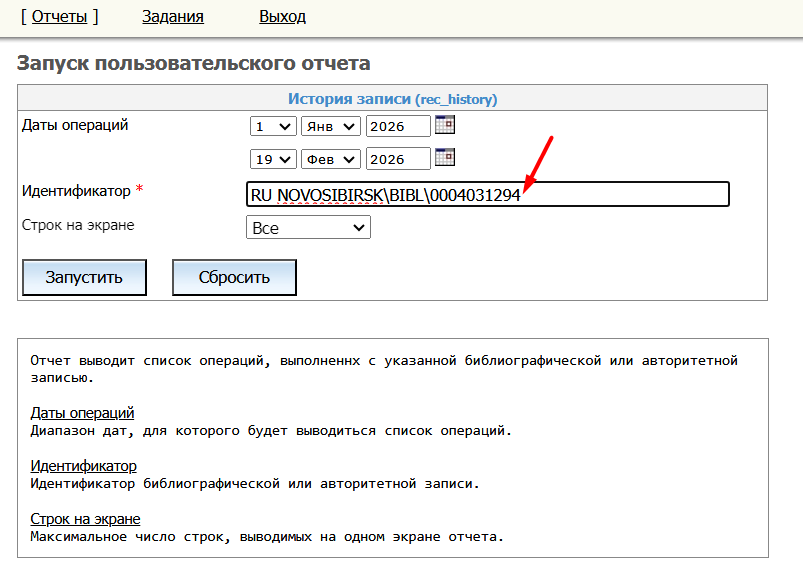 [ Отчеты ] Задания Выход
Запуск пользовательского отчета
История записи (rec_history)
Даты операций 1 Янв 2026
19 Фев 2026
Идентификатор * RU NOVOSIBIRSK\BIBL\0004031294
Строк на экране Все
Запустить Сбросить
Отчет выводит список операций, выполненнх с указанной библиографической или авторитетной
записью.
Даты операций
Диапазон дат, для которого будет выводиться список операций.
Идентификатор
Идентификатор библиографической или авторитетной записи.
Строк на экране
Максимальное число строк, выводимых на одном экране отчета.